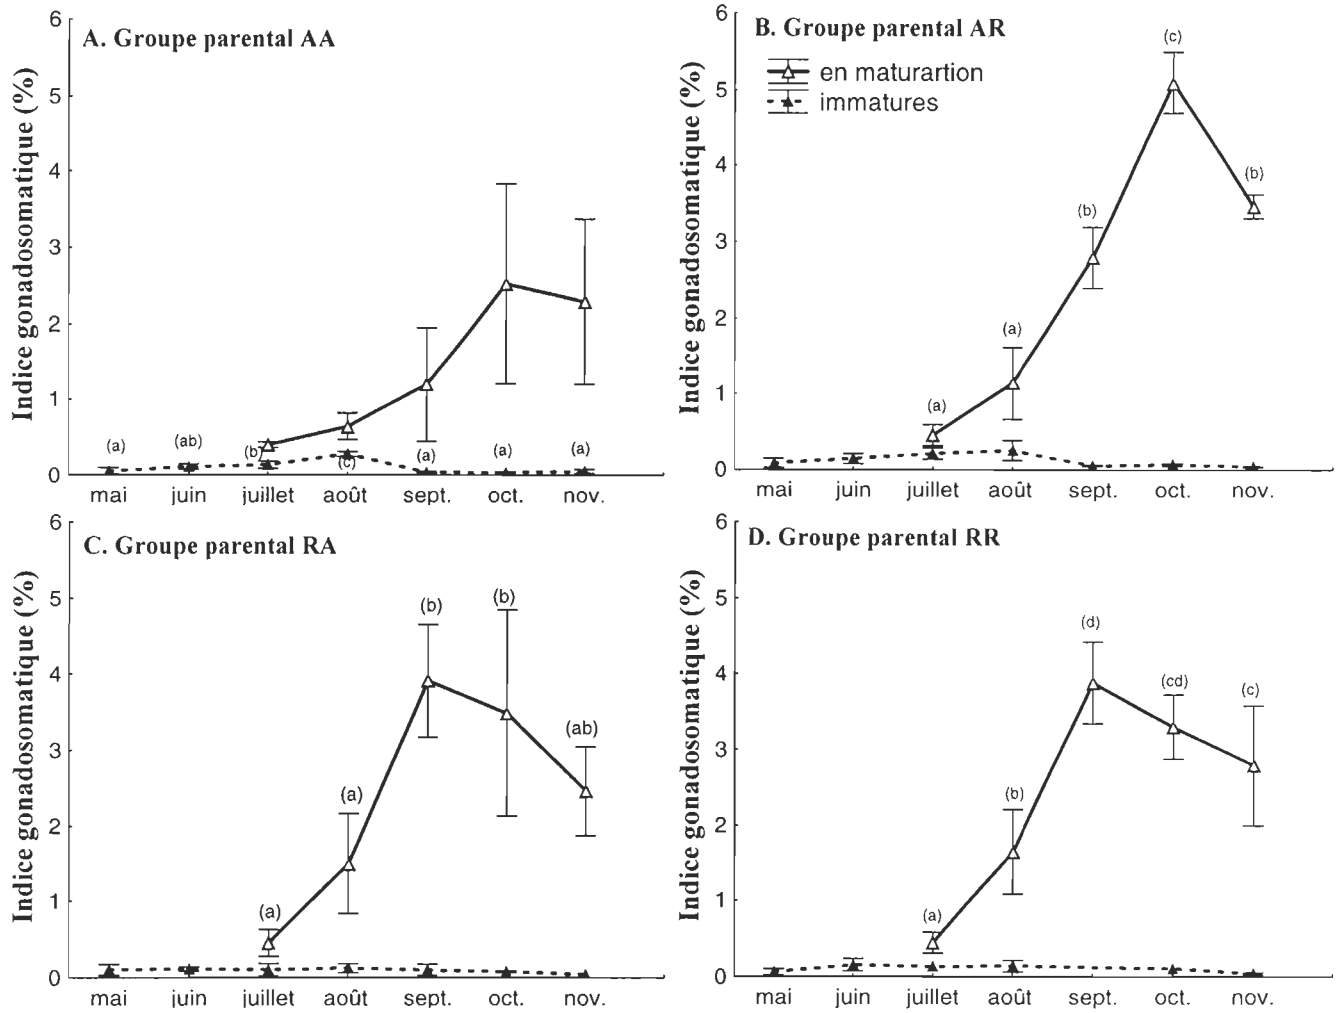 A. Groupe parental AA
Indice gonadosomatique (%)
6
5
4
3
2
1
0
(a) (ab) (b) (c) (a) (a) (a)
mai juin juillet août sept. oct. nov.
B. Groupe parental AR
en maturartion
immatures
Indice gonadosomatique (%)
6
5
4
3
2
1
0
(a) (a) (b) (c) (b)
mai juin juillet août sept. oct. nov.
C. Groupe parental RA
Indice gonadosomatique (%)
6
5
4
3
2
1
0
(a) (a) (b) (b) (ab)
mai juin juillet août sept. oct. nov.
D. Groupe parental RR
Indice gonadosomatique (%)
6
5
4
3
2
1
0
(a) (b) (d) (cd) (c)
mai juin juillet août sept. oct. nov.